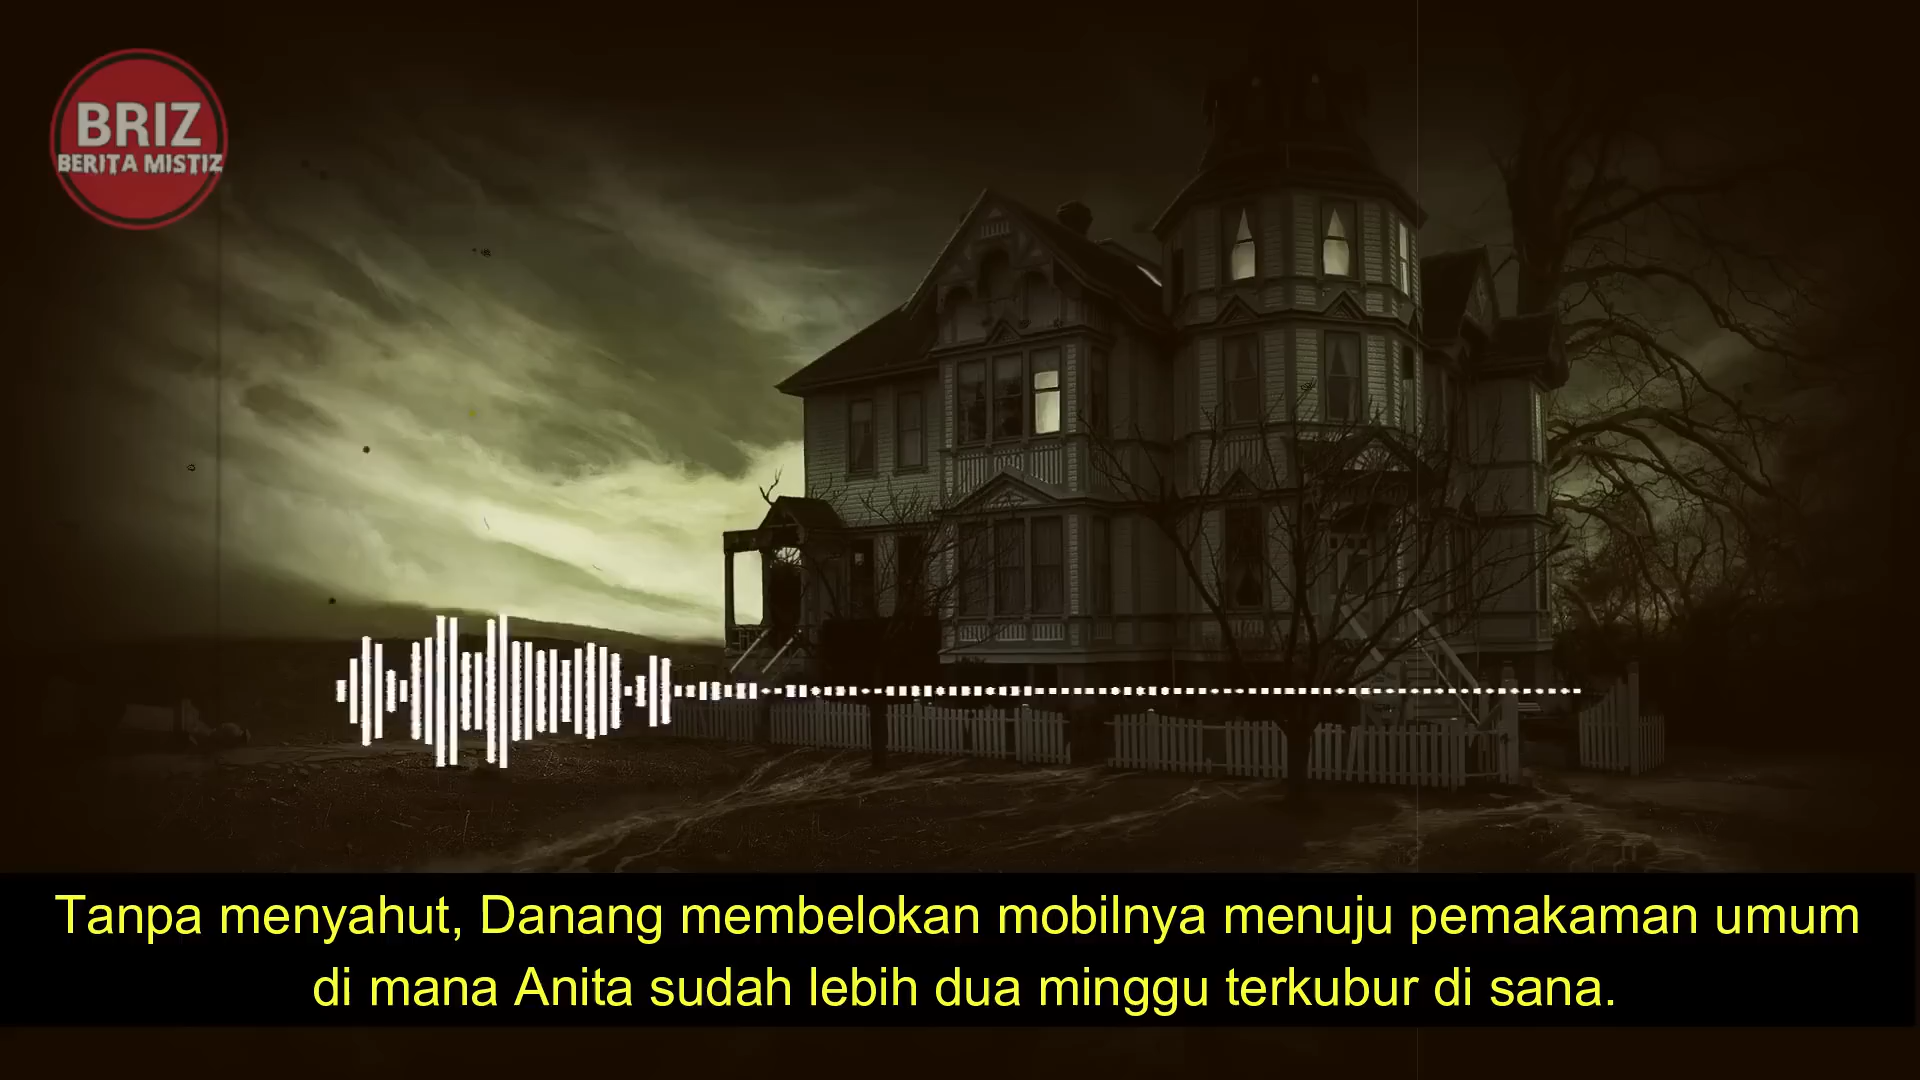 BRIZ
BERITA MISTIZ
Tanpa menyahut, Danang membelokan mobilnya menuju pemakaman umum
di mana Anita sudah lebih dua minggu terkubur di sana.